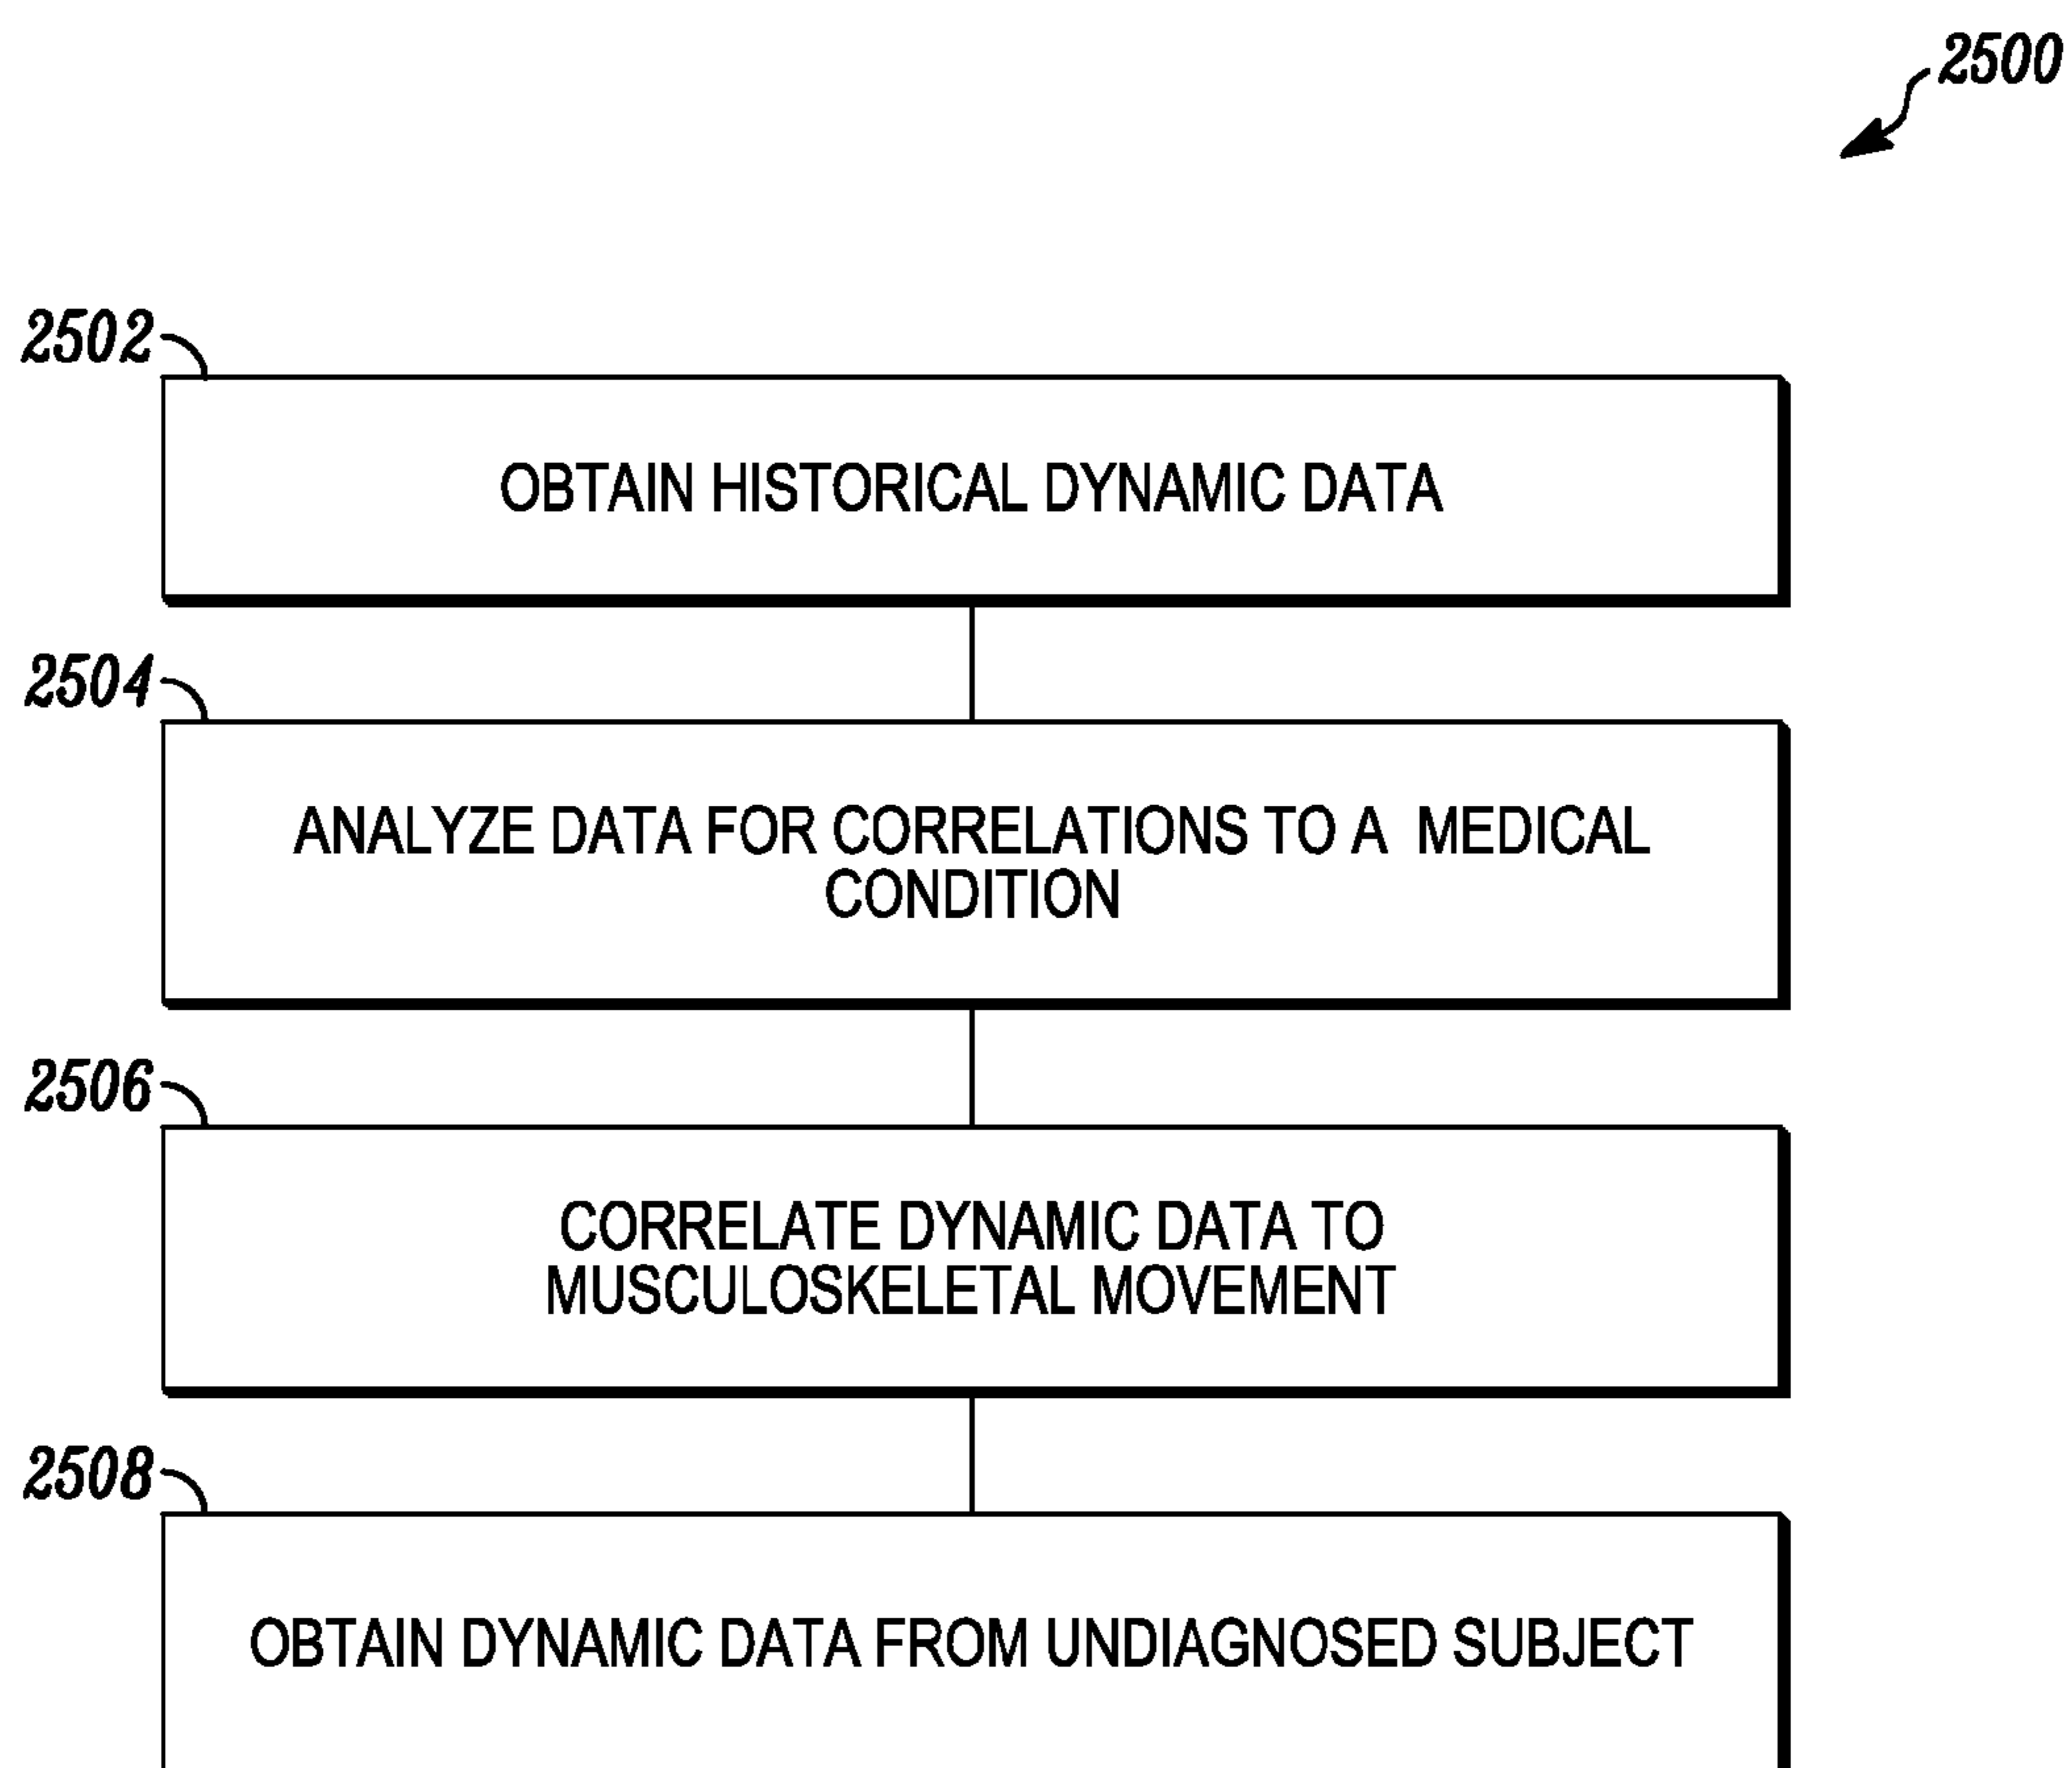 2500
2502
OBTAIN HISTORICAL DYNAMIC DATA
2504
ANALYZE DATA FOR CORRELATIONS TO A MEDICAL
CONDITION
2506
CORRELATE DYNAMIC DATA TO
MUSCULOSKELETAL MOVEMENT
2508
OBTAIN DYNAMIC DATA FROM UNDIAGNOSED SUBJECT